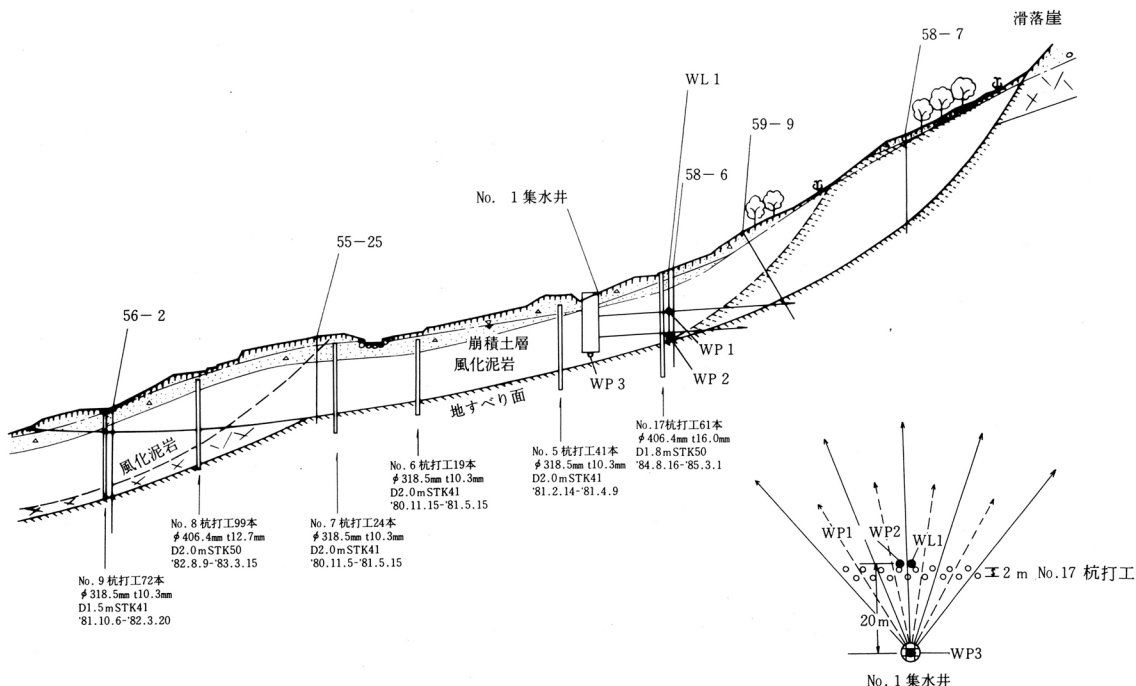 滑落崖
58-7
WL1
59-9
58-6
No. 1集水井
55-25
56-2
崩積土層
風化泥岩
WP1
WP2
WP3
地すべり面
風化泥岩
No.17杭打工61本
φ406.4mm t16.0mm
D1.8mSTK50
'84.8.16-'85.3.1
No. 5杭打工41本
φ318.5mm t10.3mm
D2.0mSTK41
'81.2.14-'81.4.9
No. 6杭打工19本
φ318.5mm t10.3mm
D2.0mSTK41
'80.11.15-'81.5.15
No. 7杭打工24本
φ318.5mm t10.3mm
D2.0mSTK41
'80.11.5-'81.5.15
No. 8杭打工99本
φ406.4mm t12.7mm
D2.0mSTK50
'82.8.9-'83.3.15
No. 9杭打工72本
φ318.5mm t10.3mm
D1.5mSTK41
'81.10.6-'82.3.20
WP1
WP2
WL1
2m No.17杭打工
20m
WP3
No. 1集水井